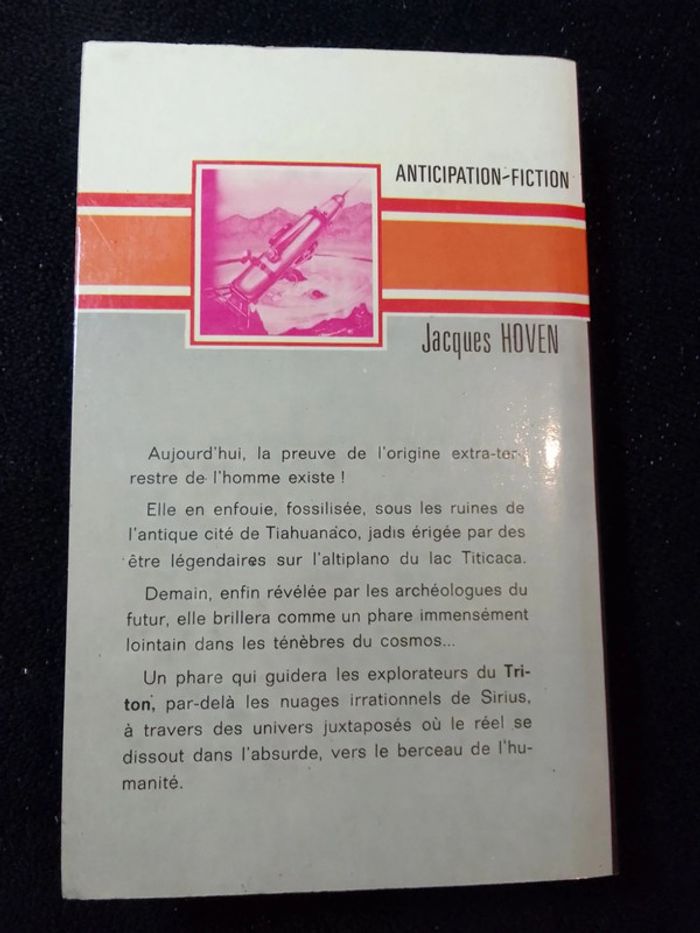 ANTICIPATION-FICTION
Jacques HOVEN
Aujourd'hui, la preuve de l'origine extra-ter-
restre de l'homme existe !
Elle en enfouie, fossilisée, sous les ruines de
l'antique cité de Tiahuanaco, jadis érigée par des
être légendaires sur l'altiplano du lac Titicaca.
Demain, enfin révélée par les archéologues du
futur, elle brillera comme un phare immensément
lointain dans les ténèbres du cosmos...
Un phare qui guidera les explorateurs du Tri-
ton, par-delà les nuages irrationnels de Sirius,
à travers des univers juxtaposés où le réel se
dissout dans l'absurde, vers le berceau de l'hu-
manité.